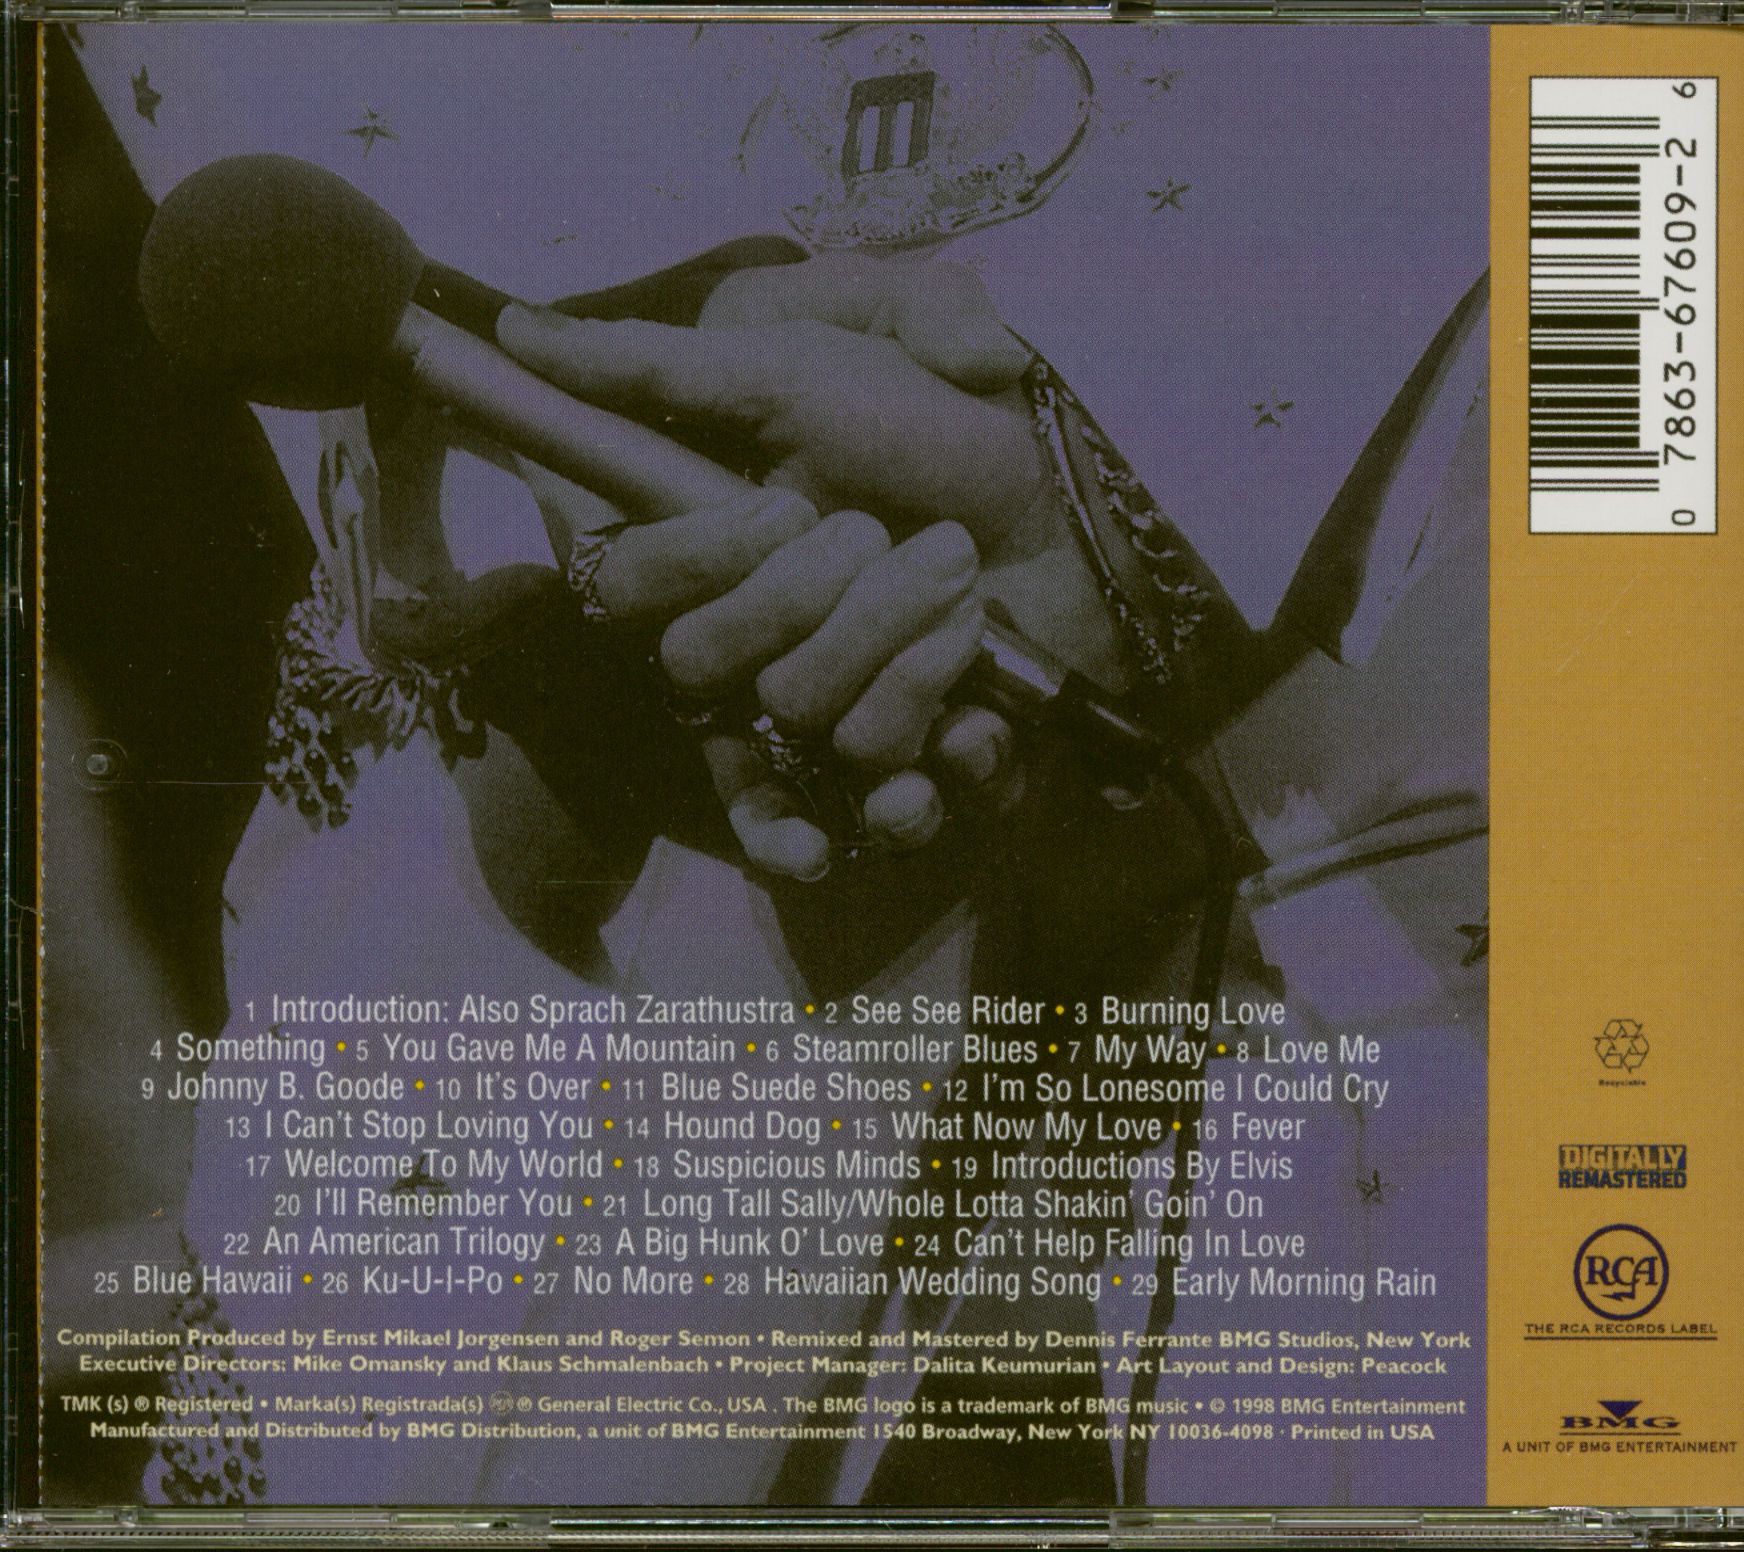 1 Introduction: Also Sprach Zarathustra • 2 See See Rider • 3 Burning Love
4 Something • 5 You Gave Me A Mountain • 6 Steamroller Blues • 7 My Way • 8 Love Me
9 Johnny B. Goode • 10 It's Over • 11 Blue Suede Shoes • 12 I'm So Lonesome I Could Cry
13 I Can't Stop Loving You • 14 Hound Dog • 15 What Now My Love • 16 Fever
17 Welcome To My World • 18 Suspicious Minds • 19 Introductions By Elvis
20 I'll Remember You • 21 Long Tall Sally/Whole Lotta Shakin' Goin' On
22 An American Trilogy • 23 A Big Hunk O' Love • 24 Can't Help Falling In Love
25 Blue Hawaii • 26 Ku-U-I-Po • 27 No More • 28 Hawaiian Wedding Song • 29 Early Morning Rain
Compilation Produced by Ernst Mikael Jorgensen and Roger Semon • Remixed and Mastered by Dennis Ferrante BMG Studios, New York
Executive Directors: Mike Omansky and Klaus Schmalenbach • Project Manager: Dalita Keumurian • Art Layout and Design: Peacock
TMK (s) ® Registered • Marka(s) Registrada(s) ® General Electric Co., USA . The BMG logo is a trademark of BMG music • © 1998 BMG Entertainment
Manufactured and Distributed by BMG Distribution, a unit of BMG Entertainment 1540 Broadway, New York NY 10036-4098 · Printed in USA
0 7863-67609-2 6
Recyclable
DIGITALLY
REMASTERED
RCA
THE RCA RECORDS LABEL
BMG
A UNIT OF BMG ENTERTAINMENT